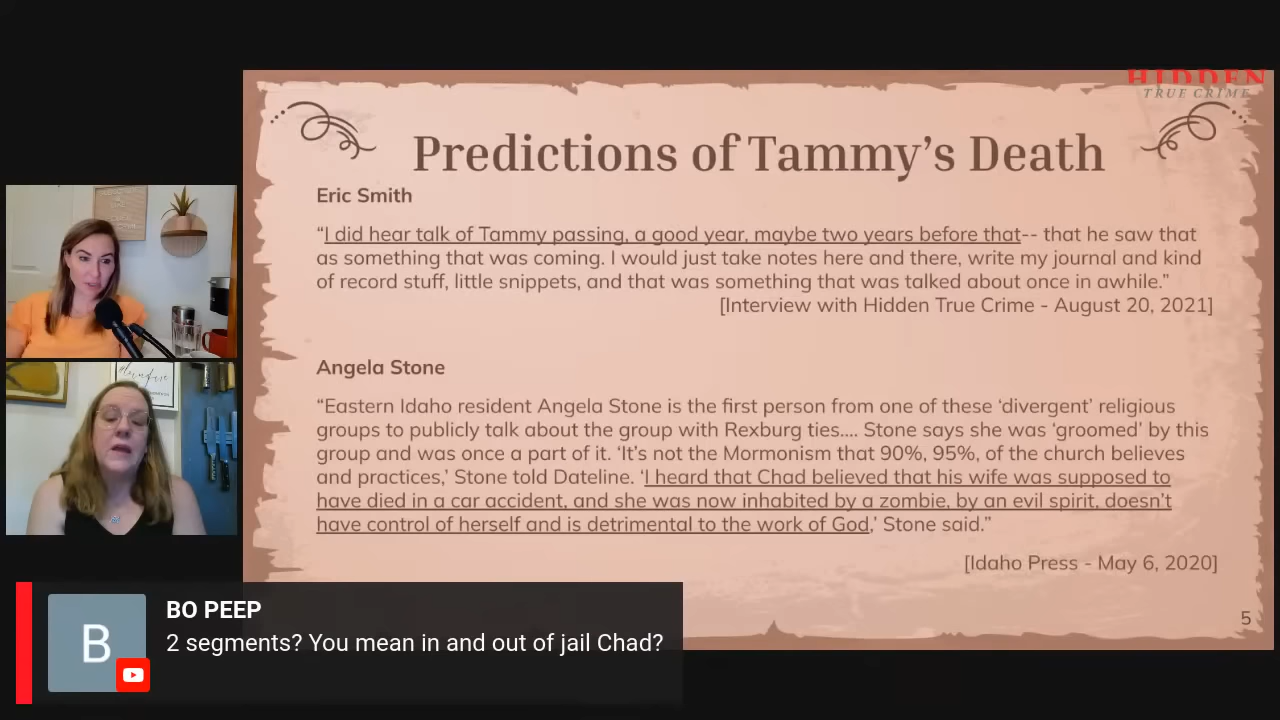 HIDDEN
TRUE CRIME
Predictions of Tammy’s Death
Eric Smith
“I did hear talk of Tammy passing, a good year, maybe two years before that-- that he saw that
as something that was coming. I would just take notes here and there, write my journal and kind
of record stuff, little snippets, and that was something that was talked about once in awhile.”
[Interview with Hidden True Crime - August 20, 2021]
Angela Stone
“Eastern Idaho resident Angela Stone is the first person from one of these ‘divergent’ religious
groups to publicly talk about the group with Rexburg ties.... Stone says she was ‘groomed’ by this
group and was once a part of it. ‘It’s not the Mormonism that 90%, 95%, of the church believes
and practices,’ Stone told Dateline. ‘I heard that Chad believed that his wife was supposed to
have died in a car accident, and she was now inhabited by a zombie, by an evil spirit, doesn’t
have control of herself and is detrimental to the work of God,’ Stone said.”
[Idaho Press - May 6, 2020]
5
B
BO PEEP
2 segments? You mean in and out of jail Chad?